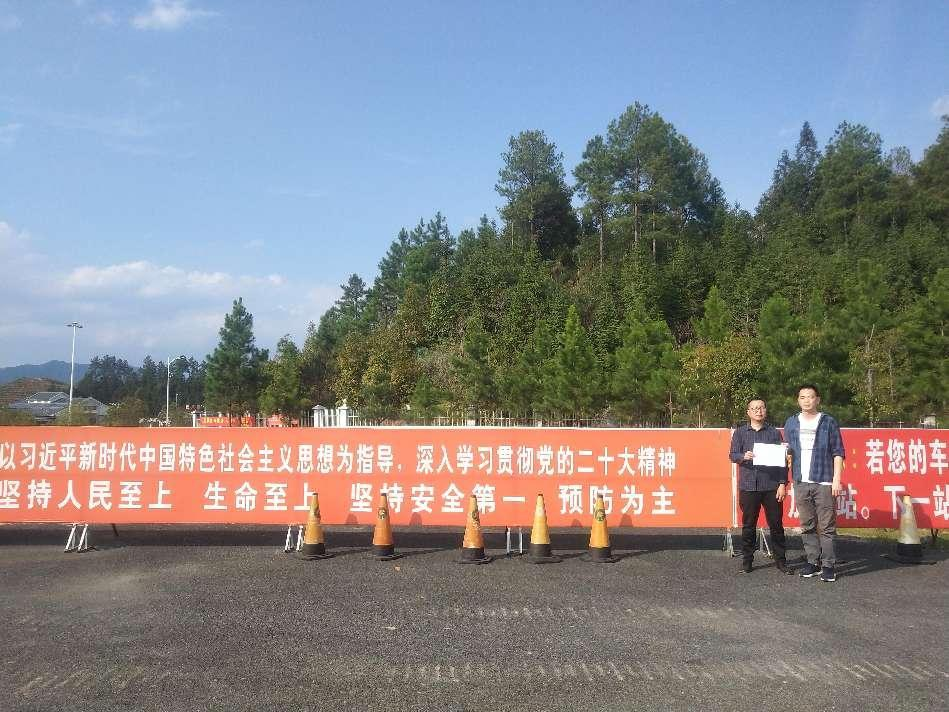 以习近平新时代中国特色社会主义思想为指导，深入学习贯彻党的二十大精神
坚持人民至上 生命至上 坚持安全第一 预防为主
若您的车
站。下一站